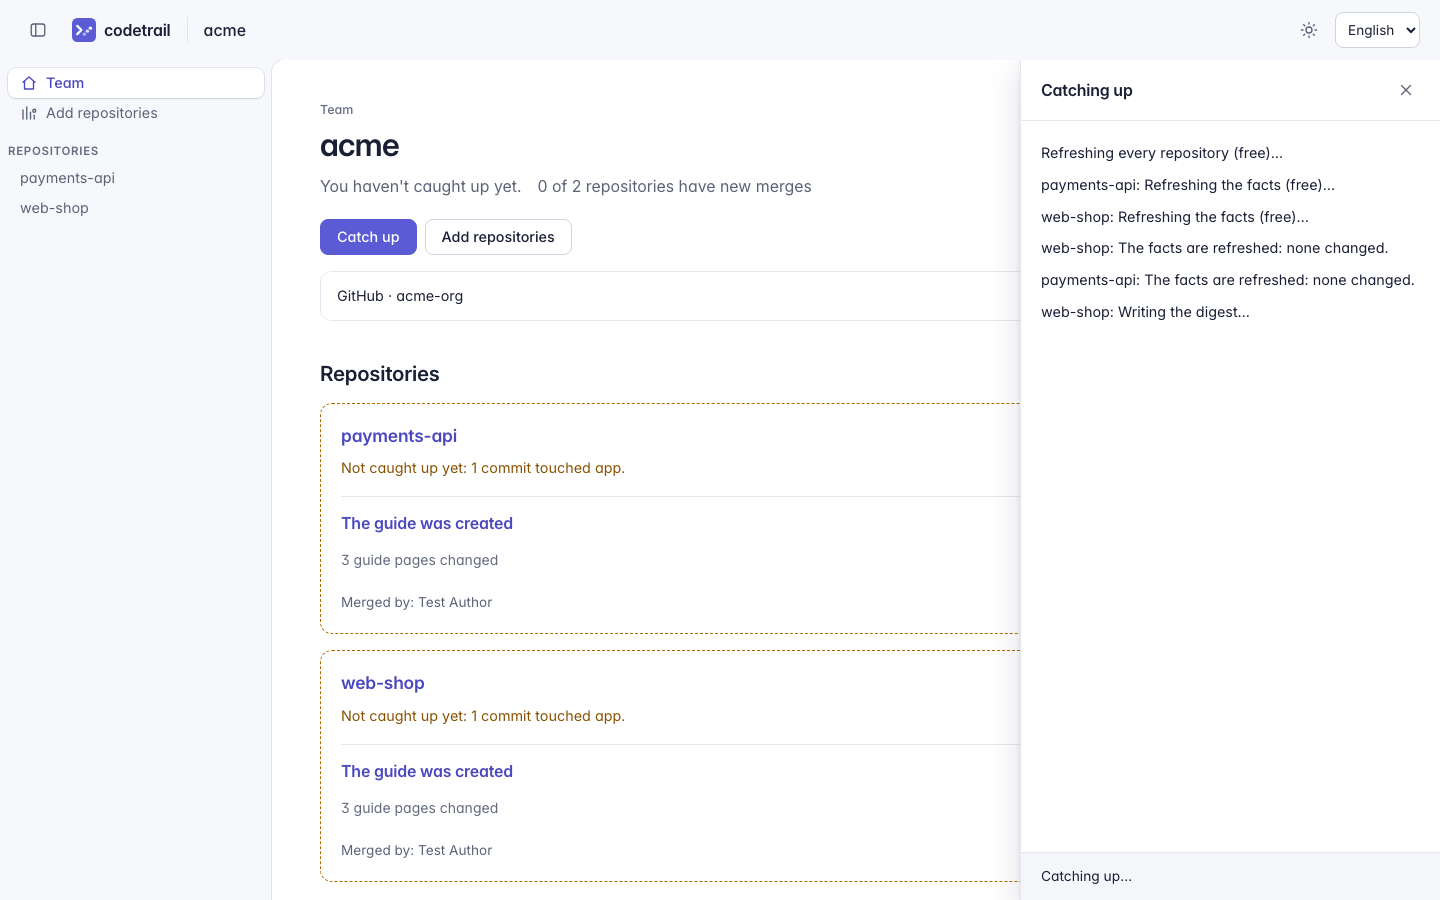 codetrail
acme
English
Team
Add repositories
REPOSITORIES
payments-api
web-shop
Team
acme
You haven't caught up yet. 0 of 2 repositories have new merges
Catch up
Add repositories
GitHub · acme-org
Repositories
payments-api
Not caught up yet: 1 commit touched app.
The guide was created
3 guide pages changed
Merged by: Test Author
web-shop
Not caught up yet: 1 commit touched app.
The guide was created
3 guide pages changed
Merged by: Test Author
Catching up
Refreshing every repository (free)...
payments-api: Refreshing the facts (free)...
web-shop: Refreshing the facts (free)...
web-shop: The facts are refreshed: none changed.
payments-api: The facts are refreshed: none changed.
web-shop: Writing the digest...
Catching up...